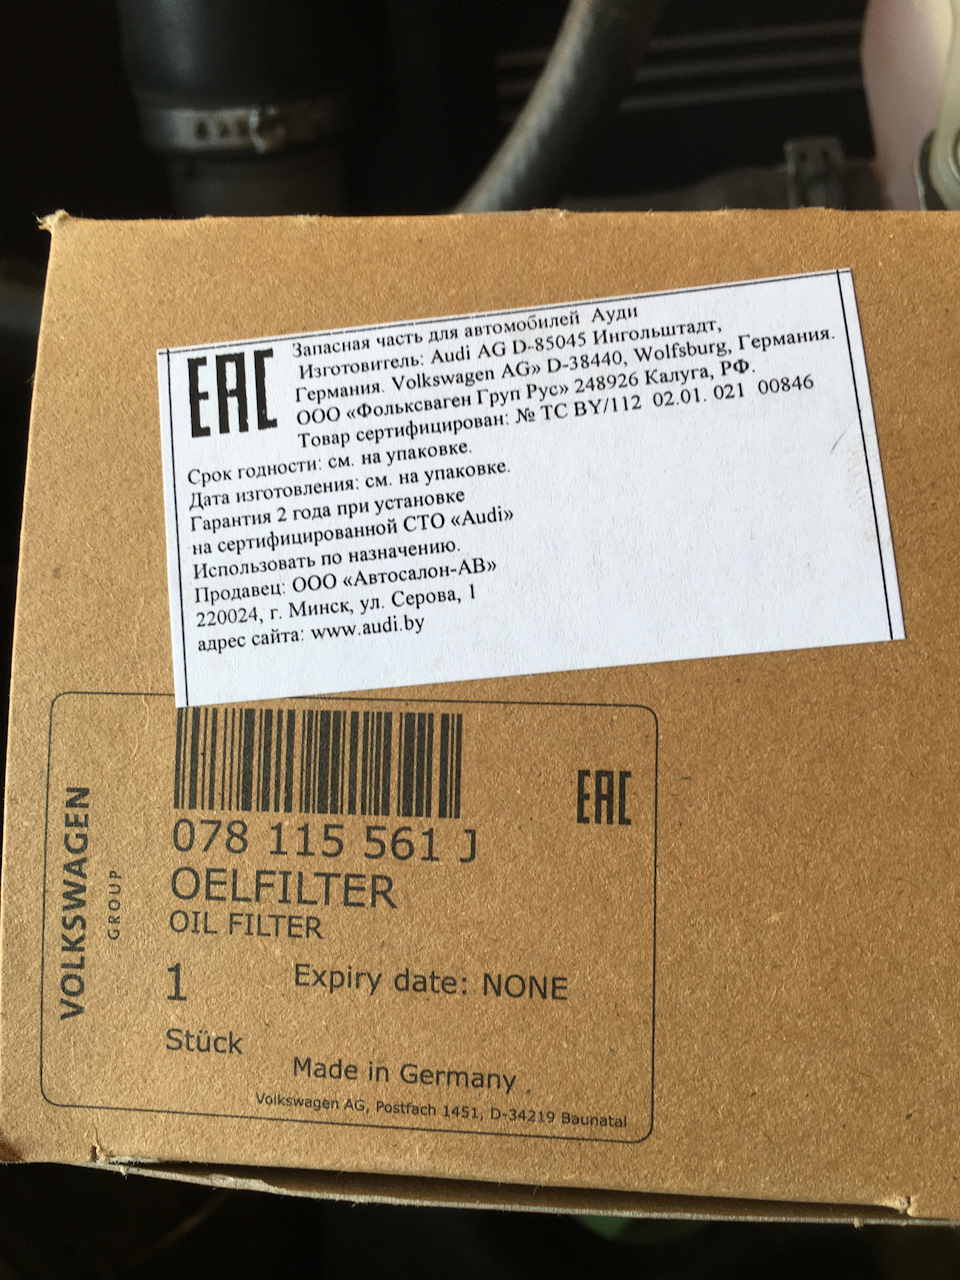 EAC
Запасная часть для автомобилей Ауди
Изготовитель: Audi AG D-85045 Ингольштадт,
Германия. Volkswagen AG» D-38440, Wolfsburg, Германия.
ООО «Фольксваген Груп Рус» 248926 Калуга, РФ.
Товар сертифицирован: № ТС BY/112 02.01. 021 00846
Срок годности: см. на упаковке.
Дата изготовления: см. на упаковке.
Гарантия 2 года при установке
на сертифицированной СТО «Audi»
Использовать по назначению.
Продавец: ООО «Автосалон-АВ»
220024, г. Минск, ул. Серова, 1
адрес сайта: www.audi.by
VOLKSWAGEN
GROUP
EAC
078 115 561 J
OELFILTER
OIL FILTER
1 Expiry date: NONE
Stück
Made in Germany
Volkswagen AG, Postfach 1451, D-34219 Baunatal